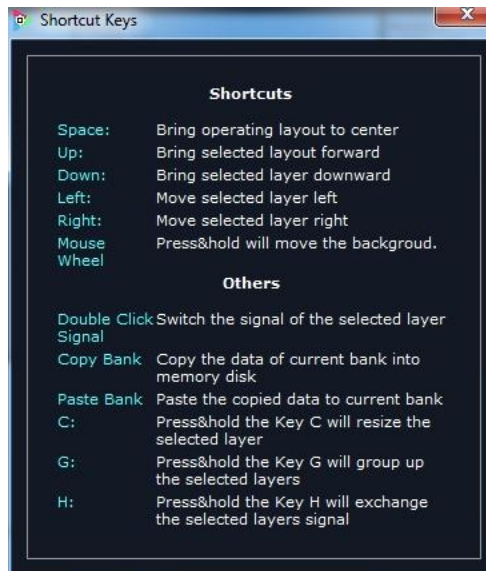 Shortcut Keys
Shortcuts
Space: Bring operating layout to center
Up: Bring selected layout forward
Down: Bring selected layer downward
Left: Move selected layer left
Right: Move selected layer right
Mouse Press&hold will move the backgroud.
Wheel
Others
Double Click Switch the signal of the selected layer
Signal
Copy Bank Copy the data of current bank into
memory disk
Paste Bank Paste the copied data to current bank
C: Press&hold the Key C will resize the
selected layer
G: Press&hold the Key G will group up
the selected layers
H: Press&hold the Key H will exchange
the selected layers signal